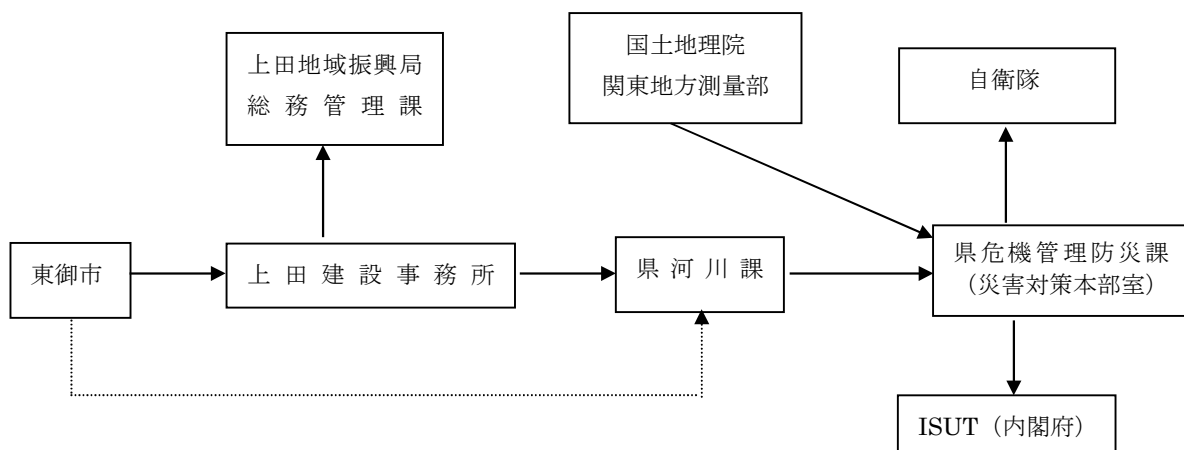 上田地域振興局
総務管理課
国土地理院
関東地方測量部
自衛隊
東御市
上田建設事務所
県河川課
県危機管理防災課
（災害対策本部室）
ISUT（内閣府）